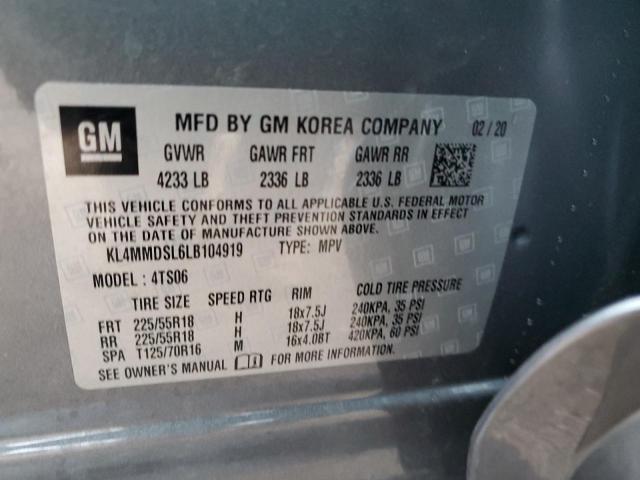 GM
MFD BY GM KOREA COMPANY 02 / 20
GVWR GAWR FRT GAWR RR
4233 LB 2336 LB 2336 LB
THIS VEHICLE CONFORMS TO ALL APPLICABLE U.S. FEDERAL MOTOR
VEHICLE SAFETY AND THEFT PREVENTION STANDARDS IN EFFECT
ON THE DATE OF MANUFACTURE SHOWN ABOVE.
KL4MMDSL6LB104919 TYPE: MPV
MODEL : 4TS06
TIRE SIZE SPEED RTG RIM COLD TIRE PRESSURE
FRT 225/55R18 H 18x7.5J 240KPA, 35 PSI
RR 225/55R18 H 18x7.5J 240KPA, 35 PSI
SPA T125/70R16 M 16x4.0BT 420KPA, 60 PSI
SEE OWNER'S MANUAL FOR MORE INFORMATION.